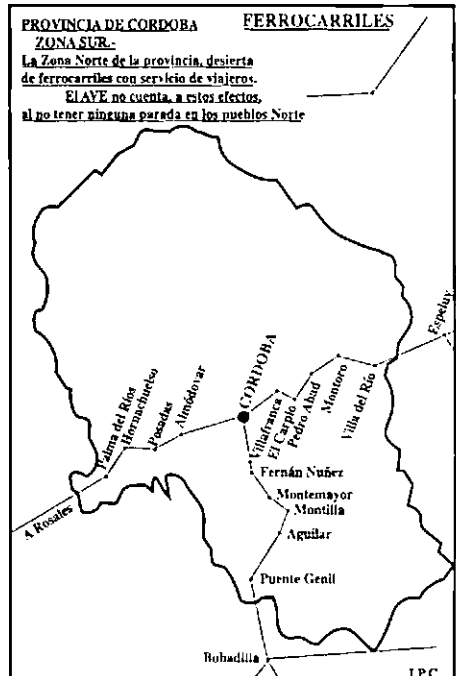 PROVINCIA DE CORDOBA
FERROCARRILES
ZONA SUR.-
La Zona Norte de la provincia, desierta
de ferrocarriles con servicio de viajeros.
El AVE no cuenta, a estos efectos,
al no tener ninguna parada en los pueblos Norte
Espeluy
CORDOBA
Palma del Ríos
Hornachuelso
Posadas
Almódovar
Villafranca
El Carpio
Pedro Abad
Montoro
Villa del Río
A Rosales
Fernán Nuñez
Montemayor
Montilla
Aguilar
Puente Genil
Bobadilla
J.P.C.